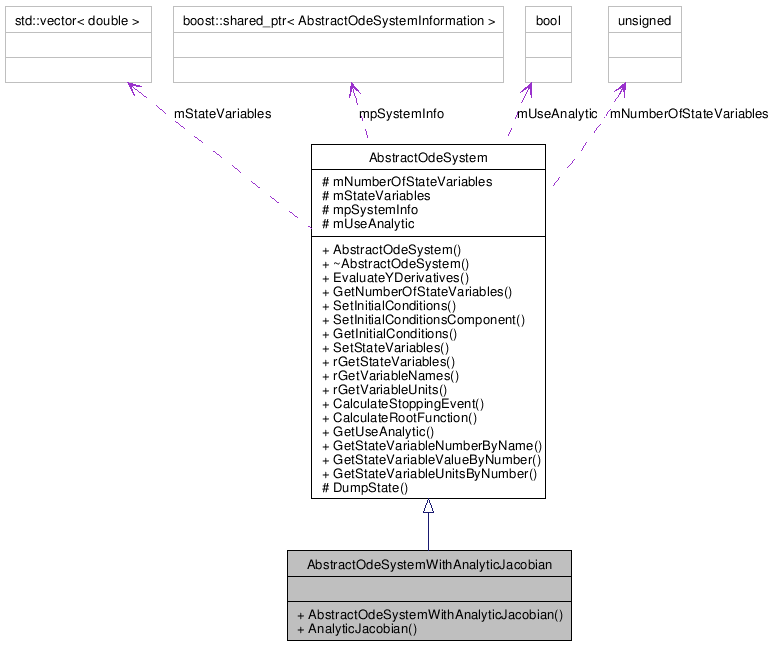 std::vector< double >
boost::shared_ptr< AbstractOdeSystemInformation >
bool
unsigned
mStateVariables
mpSystemInfo
mUseAnalytic
mNumberOfStateVariables
AbstractOdeSystem
# mNumberOfStateVariables
# mStateVariables
# mpSystemInfo
# mUseAnalytic
+ AbstractOdeSystem()
+ ~AbstractOdeSystem()
+ EvaluateYDerivatives()
+ GetNumberOfStateVariables()
+ SetInitialConditions()
+ SetInitialConditionsComponent()
+ GetInitialConditions()
+ SetStateVariables()
+ rGetStateVariables()
+ rGetVariableNames()
+ rGetVariableUnits()
+ CalculateStoppingEvent()
+ CalculateRootFunction()
+ GetUseAnalytic()
+ GetStateVariableNumberByName()
+ GetStateVariableValueByNumber()
+ GetStateVariableUnitsByNumber()
# DumpState()
AbstractOdeSystemWithAnalyticJacobian
+ AbstractOdeSystemWithAnalyticJacobian()
+ AnalyticJacobian()